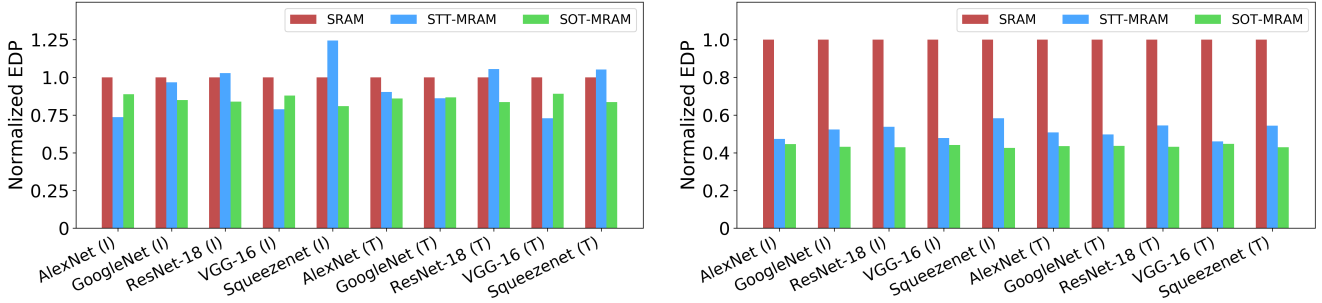 SRAM STT-MRAM SOT-MRAM
Normalized EDP
1.25
1.0
0.75
0.5
0.25
0
AlexNet (I) GoogleNet (I) ResNet-18 (I) VGG-16 (I) Squeezenet (I) AlexNet (T) GoogleNet (T) ResNet-18 (T) VGG-16 (T) Squeezenet (T)
SRAM STT-MRAM SOT-MRAM
Normalized EDP
1.0
0.8
0.6
0.4
0.2
0
AlexNet (I) GoogleNet (I) ResNet-18 (I) VGG-16 (I) Squeezenet (I) AlexNet (T) GoogleNet (T) ResNet-18 (T) VGG-16 (T) Squeezenet (T)